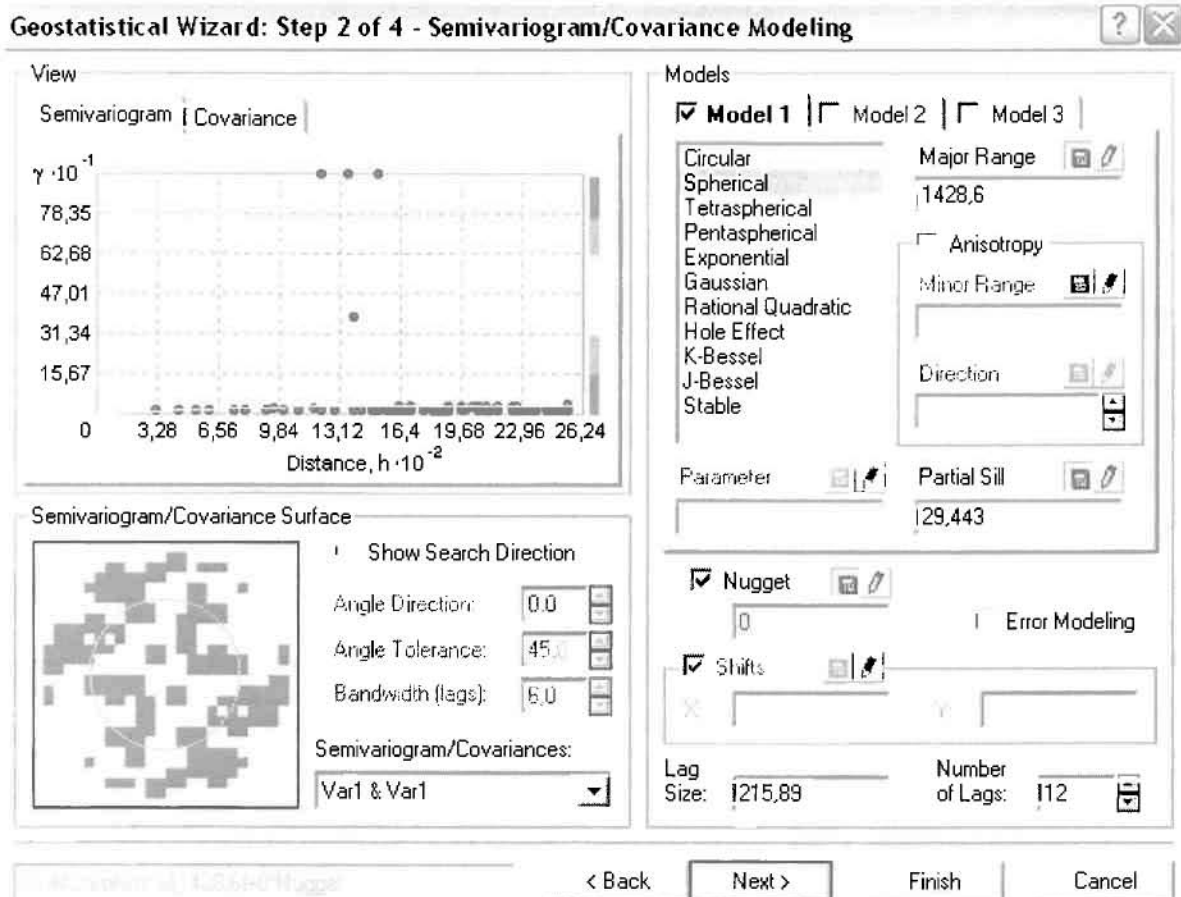 Geostatistical Wizard: Step 2 of 4 - Semivariogram/Covariance Modeling
View
Semivariogram Covariance
γ·10⁻¹
78,35
62,68
47,01
31,34
15,67
0 3,28 6,56 9,84 13,12 16,4 19,68 22,96 26,24
Distance, h·10⁻²
Semivariogram/Covariance Surface
Show Search Direction
Angle Direction: 0.0
Angle Tolerance: 45,0
Bandwidth (lags): 6,0
Semivariogram/Covariances:
Var1 & Var1
Models
Model 1 Model 2 Model 3
Circular
Spherical
Tetraspherical
Pentaspherical
Exponential
Gaussian
Rational Quadratic
Hole Effect
K-Bessel
J-Bessel
Stable
Major Range
1428,6
Anisotropy
Minor Range
Direction
Parameter
Partial Sill
29,443
Nugget
0
Error Modeling
Shifts
X: Y:
Lag Size: 215,89
Number of Lags: 12
Nugget
< Back Next > Finish Cancel